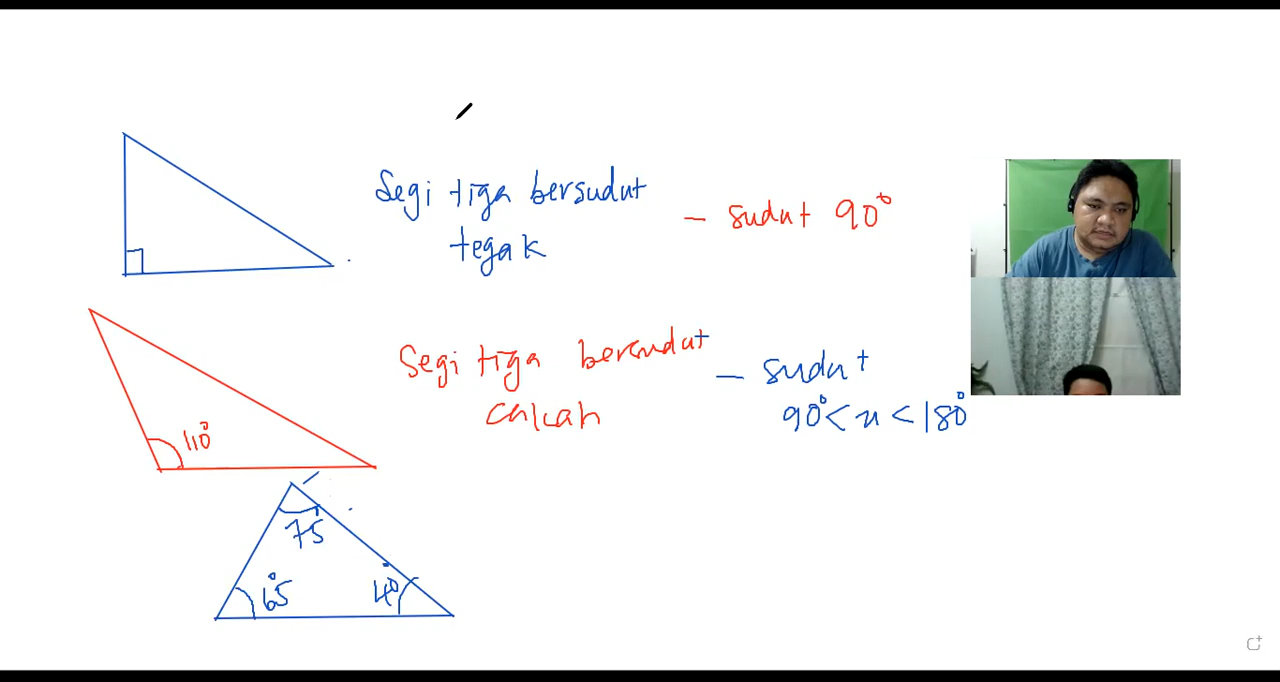 Segi tiga bersudut
tegak
- sudut 90°
Segi tiga bersudut
cakah
- sudut
90° < x < 180°
110°
75
65°
40